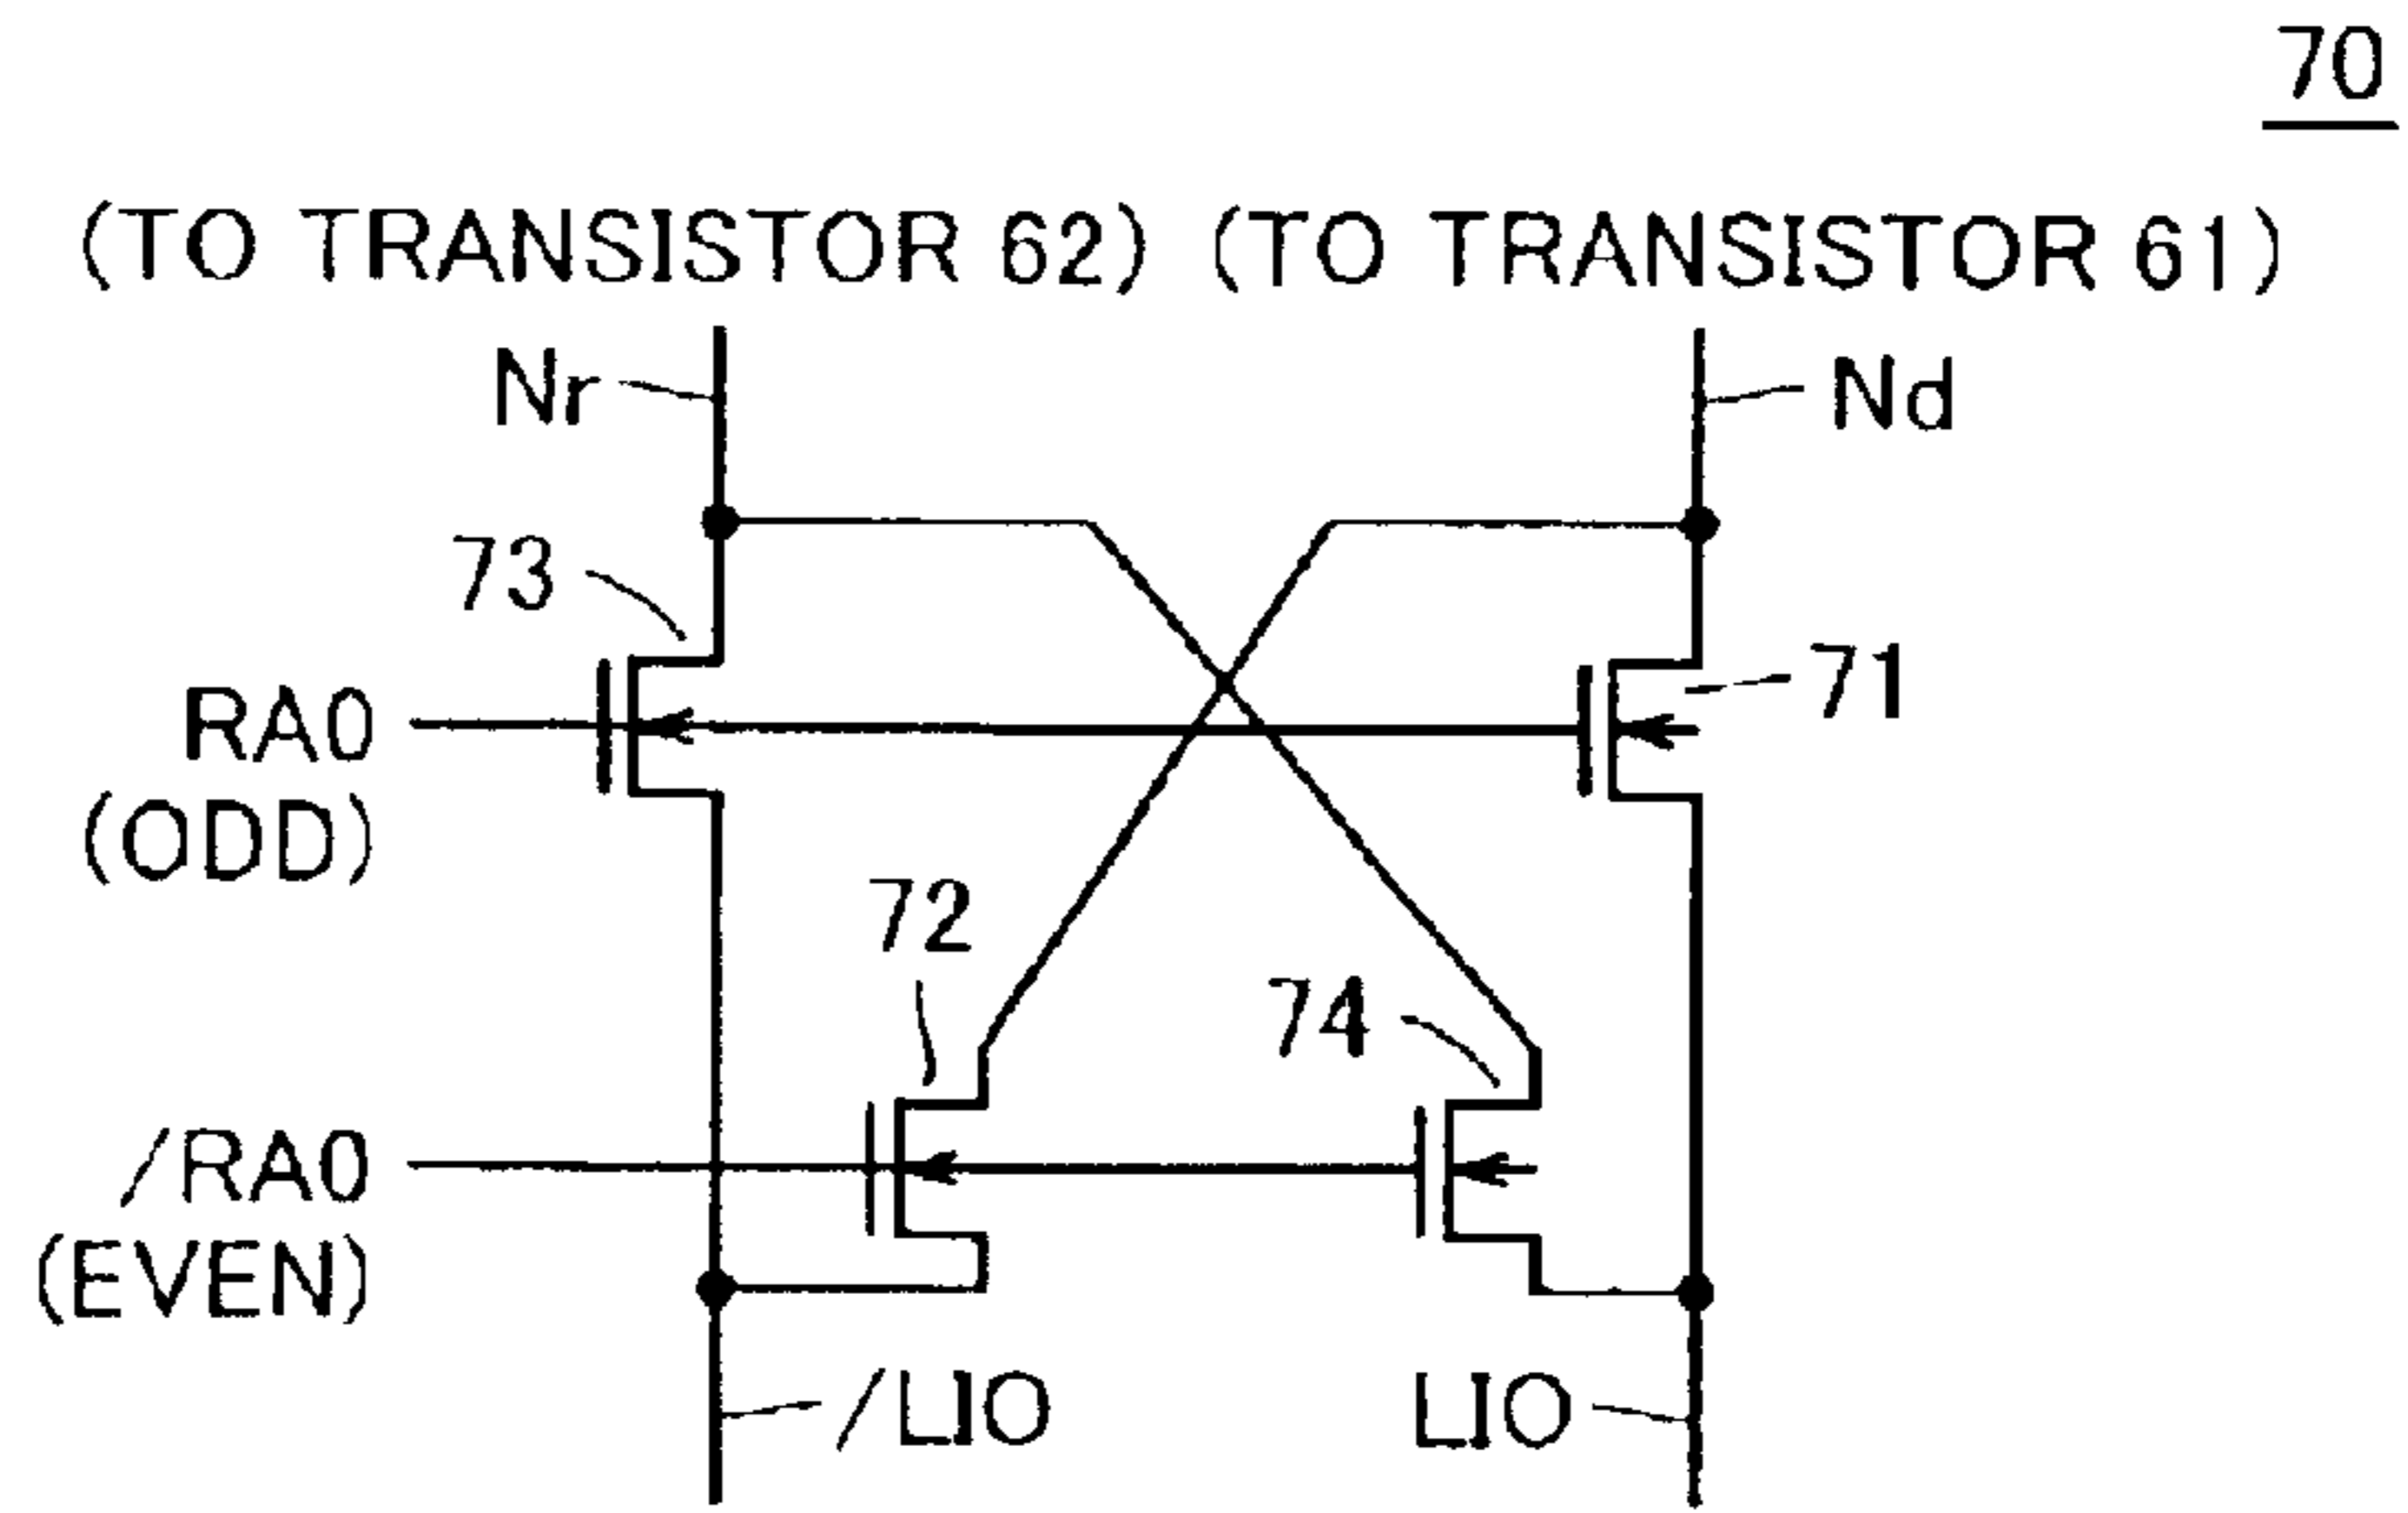 70
(TO TRANSISTOR 62) (TO TRANSISTOR 61)
Nr
Nd
73
71
RA0
(ODD)
72
74
/RA0
(EVEN)
/LIO
LIO